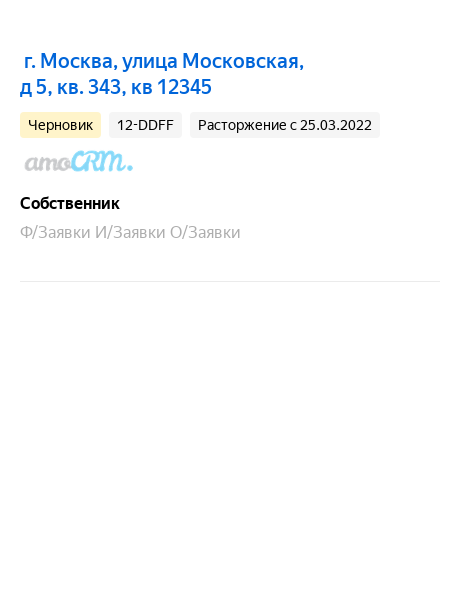 г. Москва, улица Московская,
д 5, кв. 343, кв 12345
Черновик 12-DDFF Расторжение с 25.03.2022
amoCRM.
Собственник
Ф/Заявки И/Заявки О/Заявки